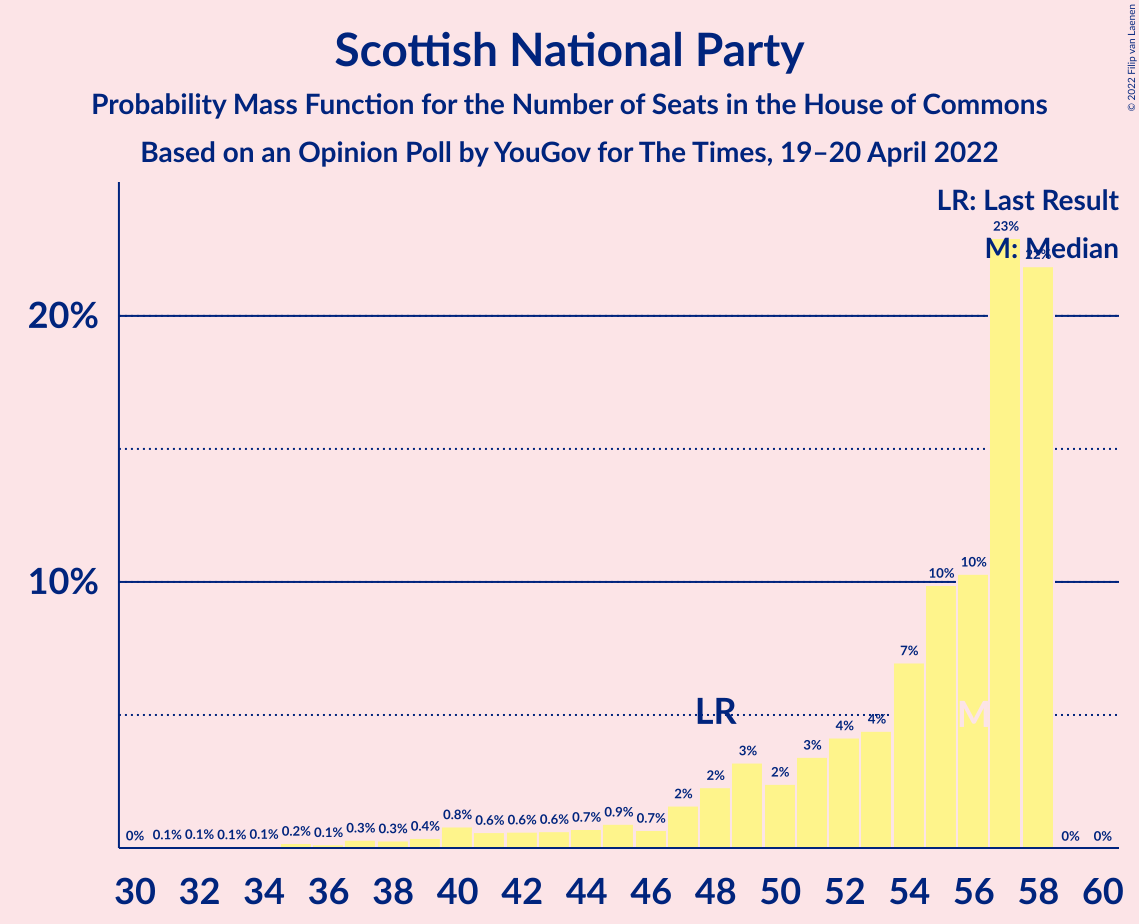 © 2022 Filip van Laenen
Scottish National Party
Probability Mass Function for the Number of Seats in the House of Commons
Based on an Opinion Poll by YouGov for The Times, 19–20 April 2022
LR: Last Result
M: Median
20%
10%
0% 0.1% 0.1% 0.1% 0.1% 0.2% 0.1% 0.3% 0.3% 0.4% 0.8% 0.6% 0.6% 0.6% 0.7% 0.9% 0.7% 2% 2% 3% 2% 3% 4% 4% 7% 10% 10% 23% 22% 0% 0%
LR M
30 32 34 36 38 40 42 44 46 48 50 52 54 56 58 60